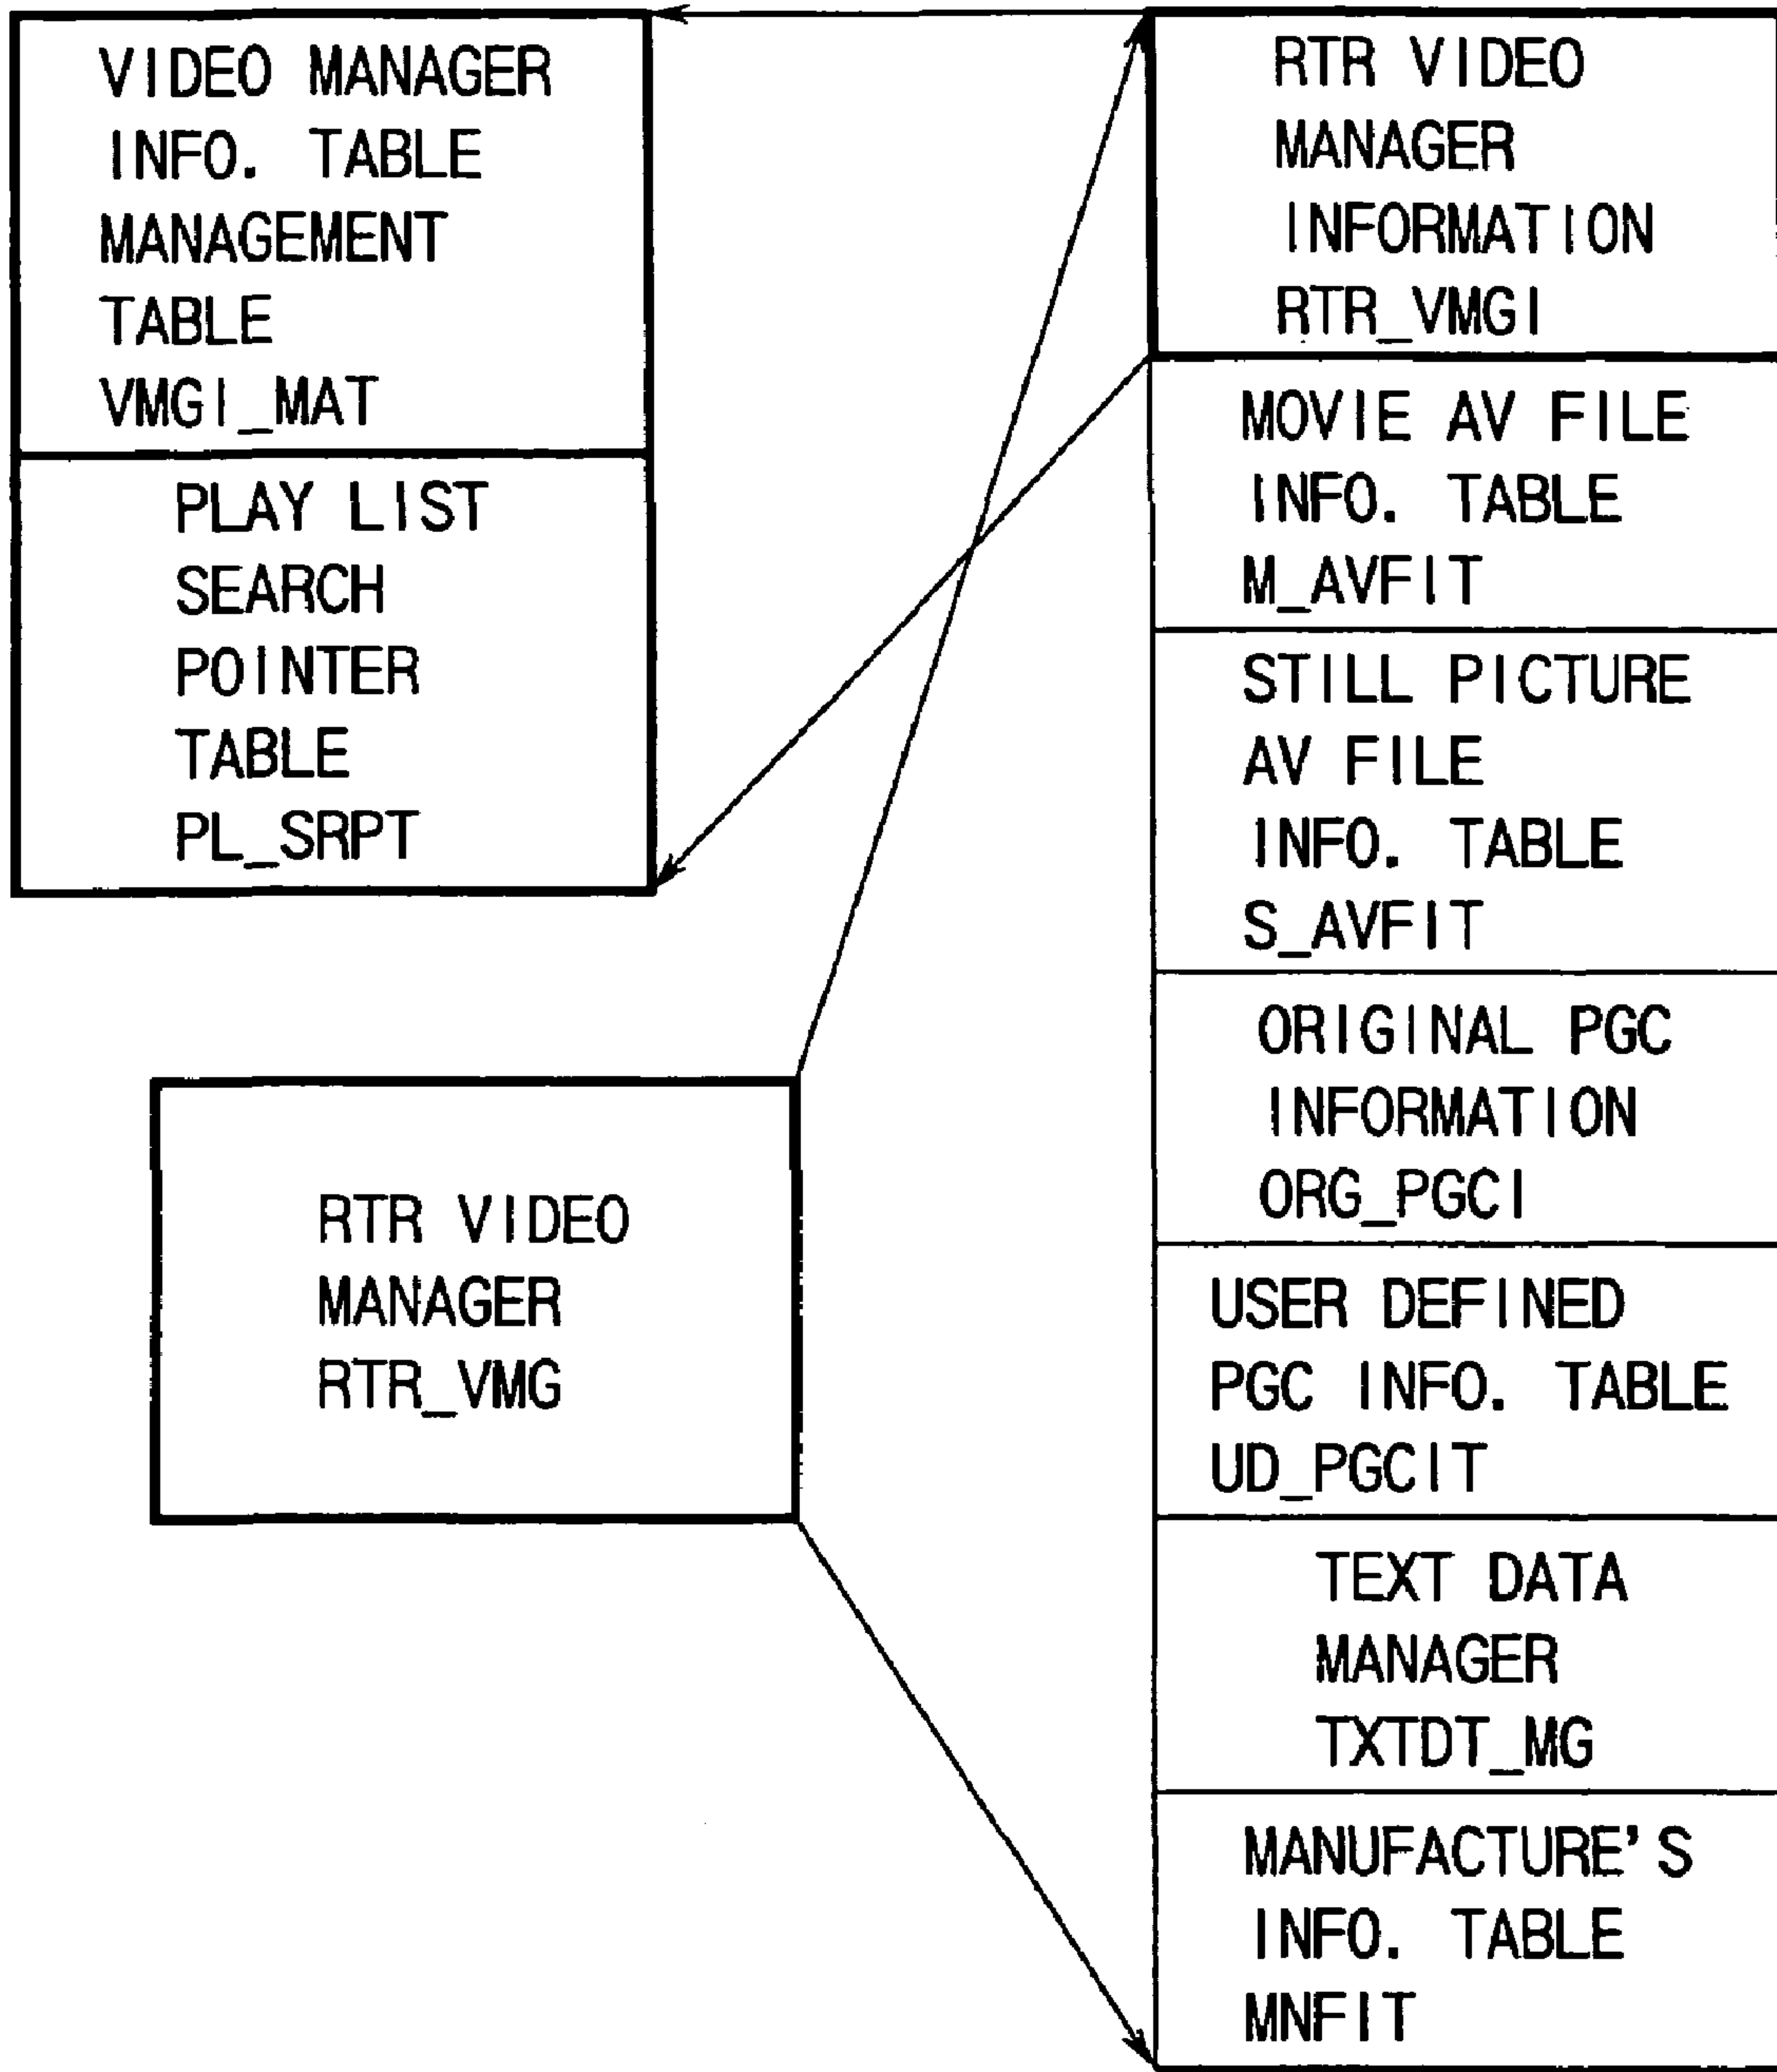 VIDEO MANAGER
INFO. TABLE
MANAGEMENT
TABLE
VMGI_MAT
PLAY LIST
SEARCH
POINTER
TABLE
PL_SRPT
RTR VIDEO
MANAGER
RTR_VMG
RTR VIDEO
MANAGER
INFORMATION
RTR_VMGI
MOVIE AV FILE
INFO. TABLE
M_AVFIT
STILL PICTURE
AV FILE
INFO. TABLE
S_AVFIT
ORIGINAL PGC
INFORMATION
ORG_PGCI
USER DEFINED
PGC INFO. TABLE
UD_PGCIT
TEXT DATA
MANAGER
TXTDT_MG
MANUFACTURE'S
INFO. TABLE
MNFIT